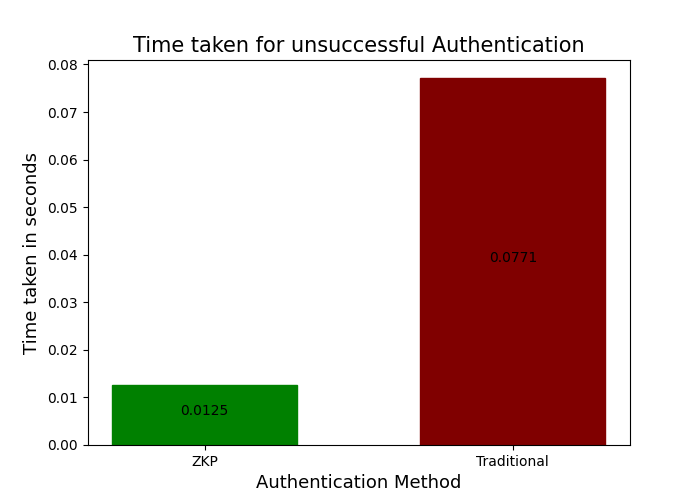 Time taken for unsuccessful Authentication
Time taken in seconds
0.08
0.07
0.06
0.05
0.04
0.03
0.02
0.01
0.00
0.0125
0.0771
ZKP
Traditional
Authentication Method